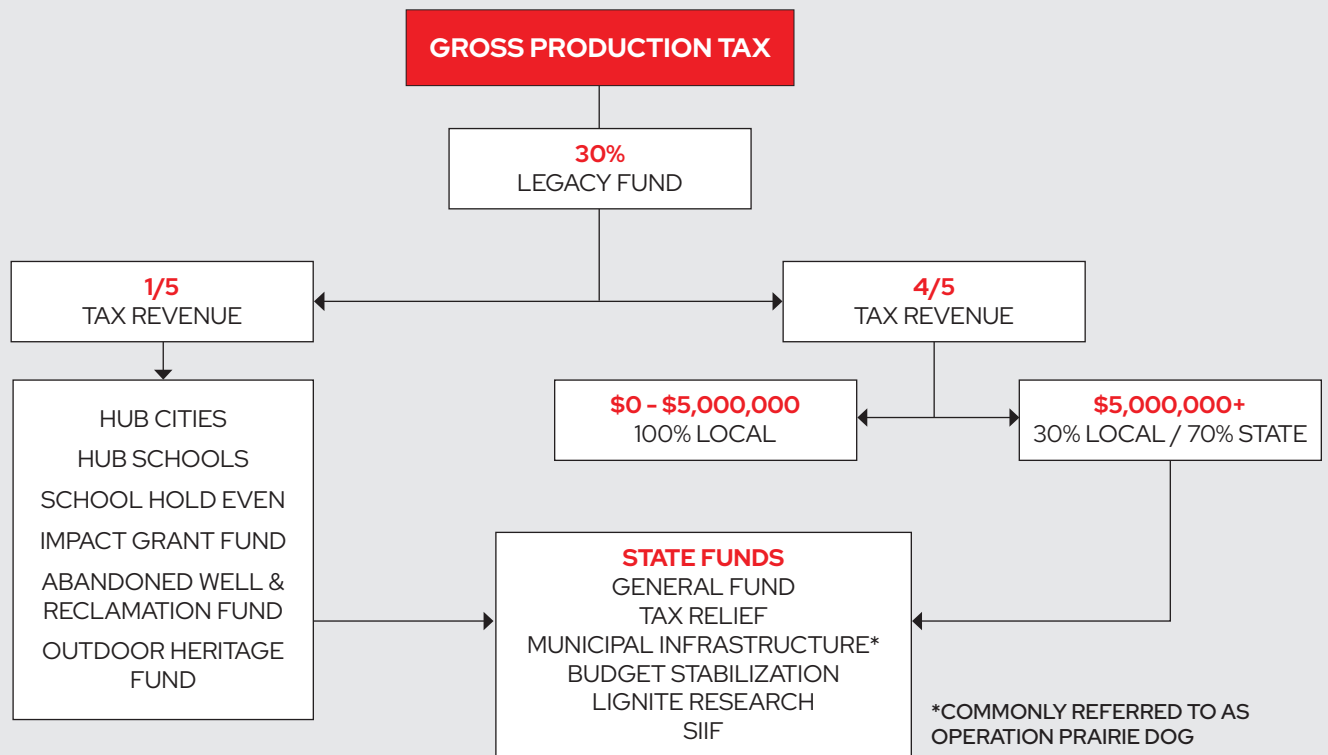 GROSS PRODUCTION TAX
30%
LEGACY FUND
1/5
TAX REVENUE
4/5
TAX REVENUE
HUB CITIES
HUB SCHOOLS
SCHOOL HOLD EVEN
IMPACT GRANT FUND
ABANDONED WELL &
RECLAMATION FUND
OUTDOOR HERITAGE
FUND
$0 - $5,000,000
100% LOCAL
$5,000,000+
30% LOCAL / 70% STATE
STATE FUNDS
GENERAL FUND
TAX RELIEF
MUNICIPAL INFRASTRUCTURE*
BUDGET STABILIZATION
LIGNITE RESEARCH
SIIF
*COMMONLY REFERRED TO AS
OPERATION PRAIRIE DOG